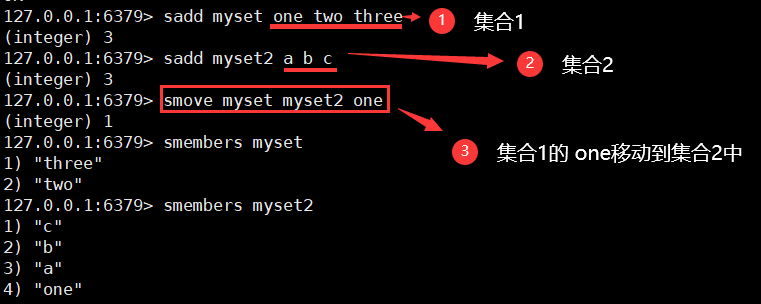 127.0.0.1:6379> sadd myset one two three 1 集合1
(integer) 3
127.0.0.1:6379> sadd myset2 a b c 2 集合2
(integer) 3
127.0.0.1:6379> smove myset myset2 one
(integer) 1
3 集合1的 one移动到集合2中
127.0.0.1:6379> smembers myset
1) "three"
2) "two"
127.0.0.1:6379> smembers myset2
1) "c"
2) "b"
3) "a"
4) "one"